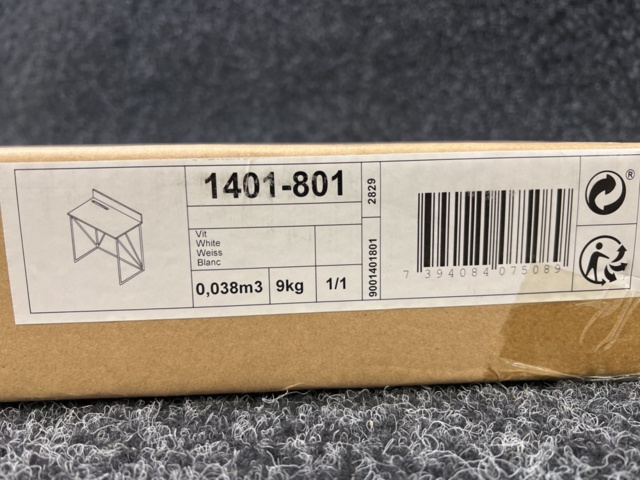 1401-801
Vit
White
Weiss
Blanc
0,038m3
9kg
1/1
2829
9001401801
7 394084 075089
®